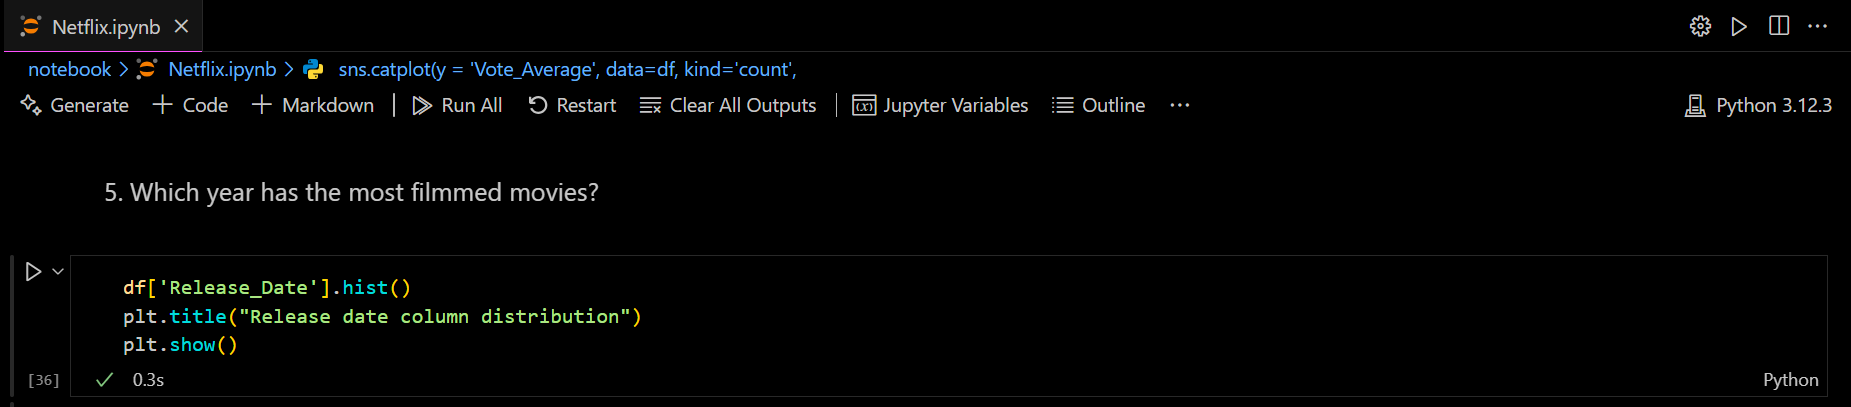 Netflix.ipynb
notebook > Netflix.ipynb > sns.catplot(y = 'Vote_Average', data=df, kind='count',
Generate + Code + Markdown | Run All Restart Clear All Outputs | Jupyter Variables Outline ... Python 3.12.3
5. Which year has the most filmmed movies?
df['Release_Date'].hist()
plt.title("Release date column distribution")
plt.show()
[36] ✓ 0.3s Python